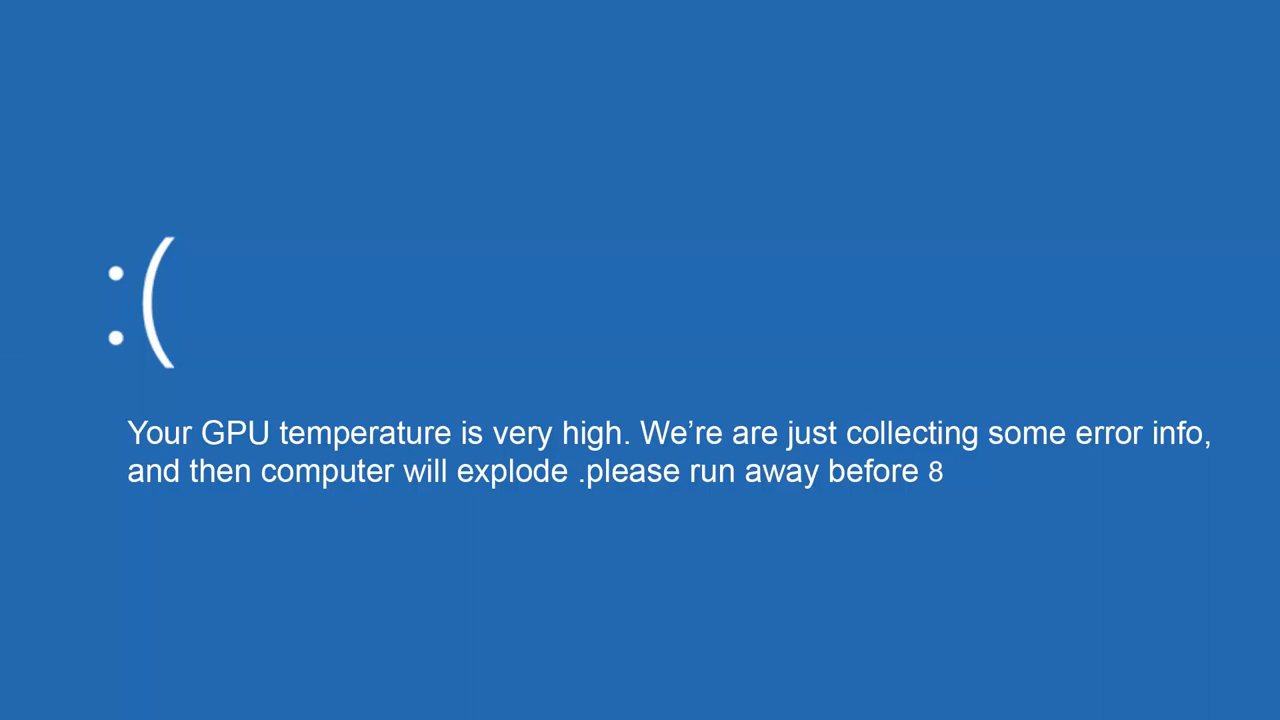 :(
Your GPU temperature is very high. We’re are just collecting some error info,
and then computer will explode .please run away before 8